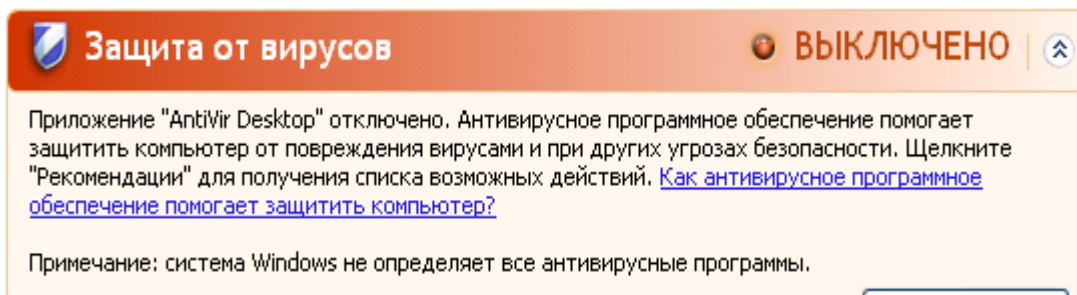 Защита от вирусов
ВЫКЛЮЧЕНО
Приложение "AntiVir Desktop" отключено. Антивирусное программное обеспечение помогает
защитить компьютер от повреждения вирусами и при других угрозах безопасности. Щелкните
"Рекомендации" для получения списка возможных действий. Как антивирусное программное
обеспечение помогает защитить компьютер?
Примечание: система Windows не определяет все антивирусные программы.